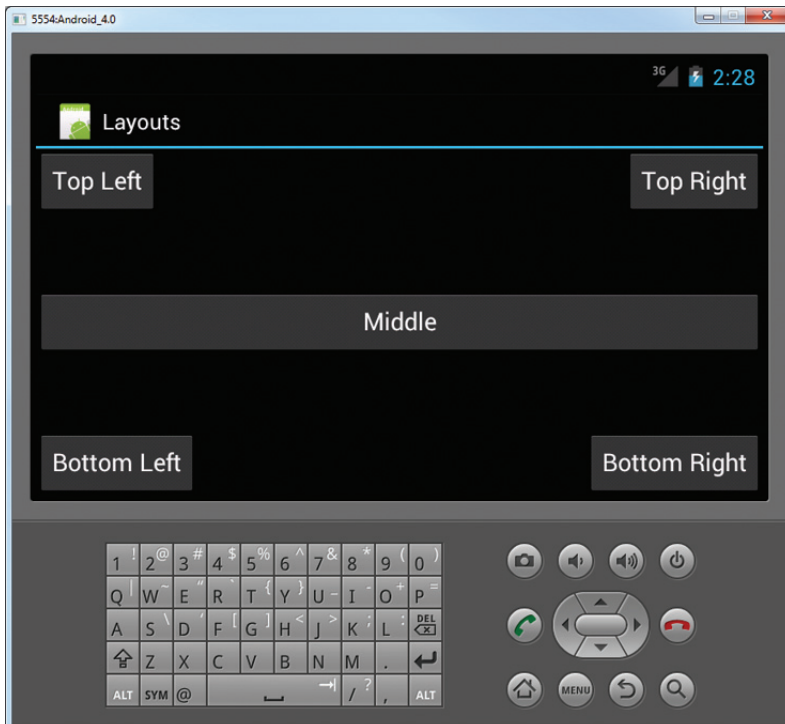 5554:Android_4.0
3G 2:28
Layouts
Top Left Top Right
Middle
Bottom Left Bottom Right
1 ! 2 @ 3 # 4 $ 5 % 6 ^ 7 & 8 * 9 ( 0 )
Q | W ~ E “ R ` T { Y } U _ I - O + P =
A S \ D ‘ F [ G ] H < J > K ; L : DEL
Z X C V B N M .
ALT SYM @ / ? , ALT
MENU